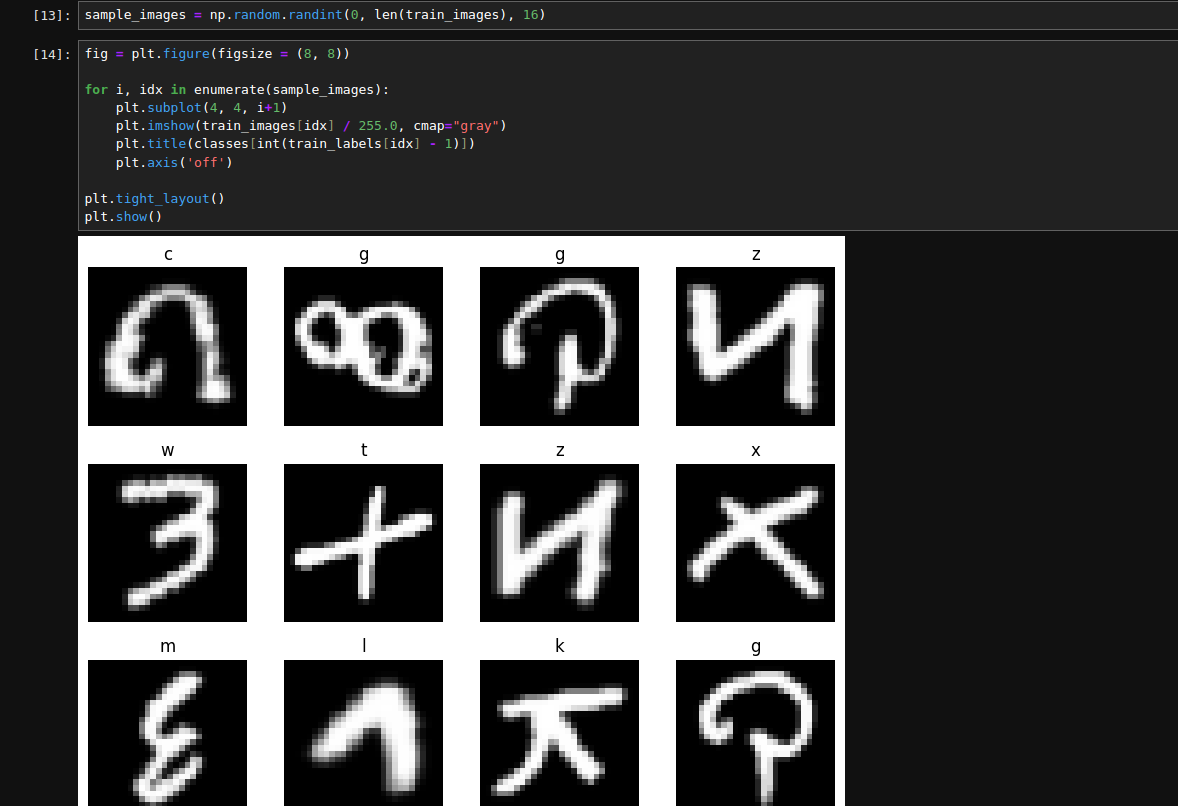 [13]:
sample_images = np.random.randint(0, len(train_images), 16)
[14]:
fig = plt.figure(figsize = (8, 8))
for i, idx in enumerate(sample_images):
    plt.subplot(4, 4, i+1)
    plt.imshow(train_images[idx] / 255.0, cmap="gray")
    plt.title(classes[int(train_labels[idx] - 1)])
    plt.axis('off')
plt.tight_layout()
plt.show()
c g g z
w t z x
m l k g